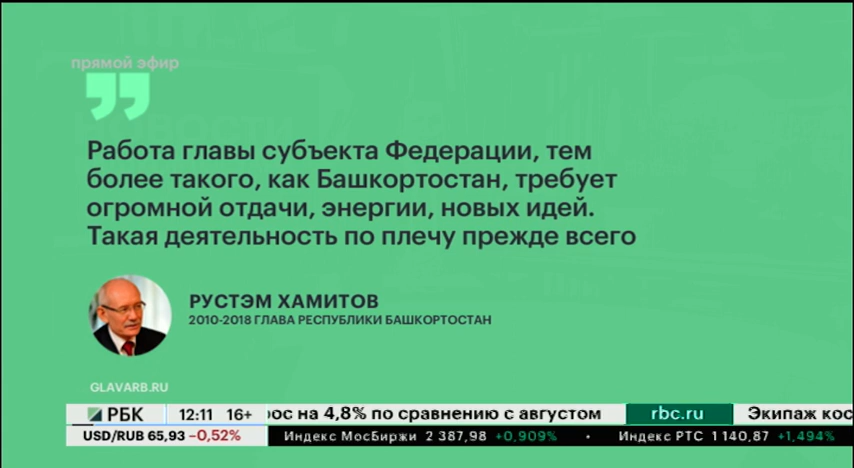 прямой эфир
Работа главы субъекта Федерации, тем
более такого, как Башкортостан, требует
огромной отдачи, энергии, новых идей.
Такая деятельность по плечу прежде всего
РУСТЭМ ХАМИТОВ
2010-2018 ГЛАВА РЕСПУБЛИКИ БАШКОРТОСТАН
GLAVARB.RU
РБК 12:11 16+ рос на 4,8% по сравнению с августом rbc.ru Экипаж кос
USD/RUB 65,93 -0,52% Индекс МосБиржи 2 387,98 +0,909% • Индекс РТС 1 140,87 +1,494%